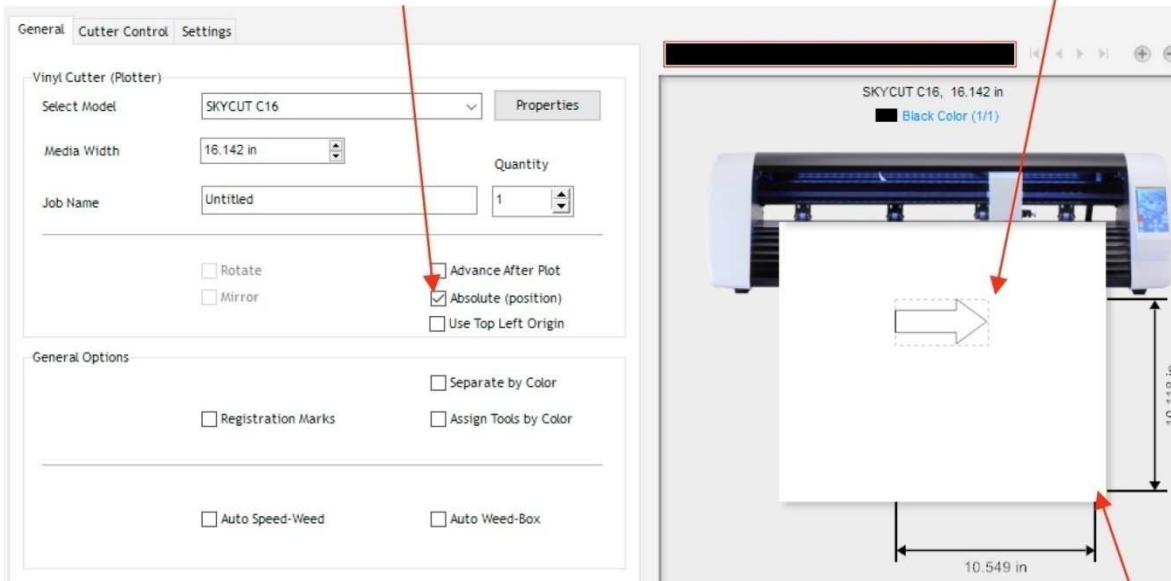 General Cutter Control Settings
Vinyl Cutter (Plotter)
Select Model SKYCUT C16 Properties
Media Width 16.142 in
Quantity
Job Name Untitled 1
Rotate Advance After Plot
Mirror Absolute (position)
Use Top Left Origin
General Options
Separate by Color
Registration Marks Assign Tools by Color
Auto Speed-Weed Auto Weed-Box
SKYCUT C16, 16.142 in
Black Color (1/1)
10.549 in